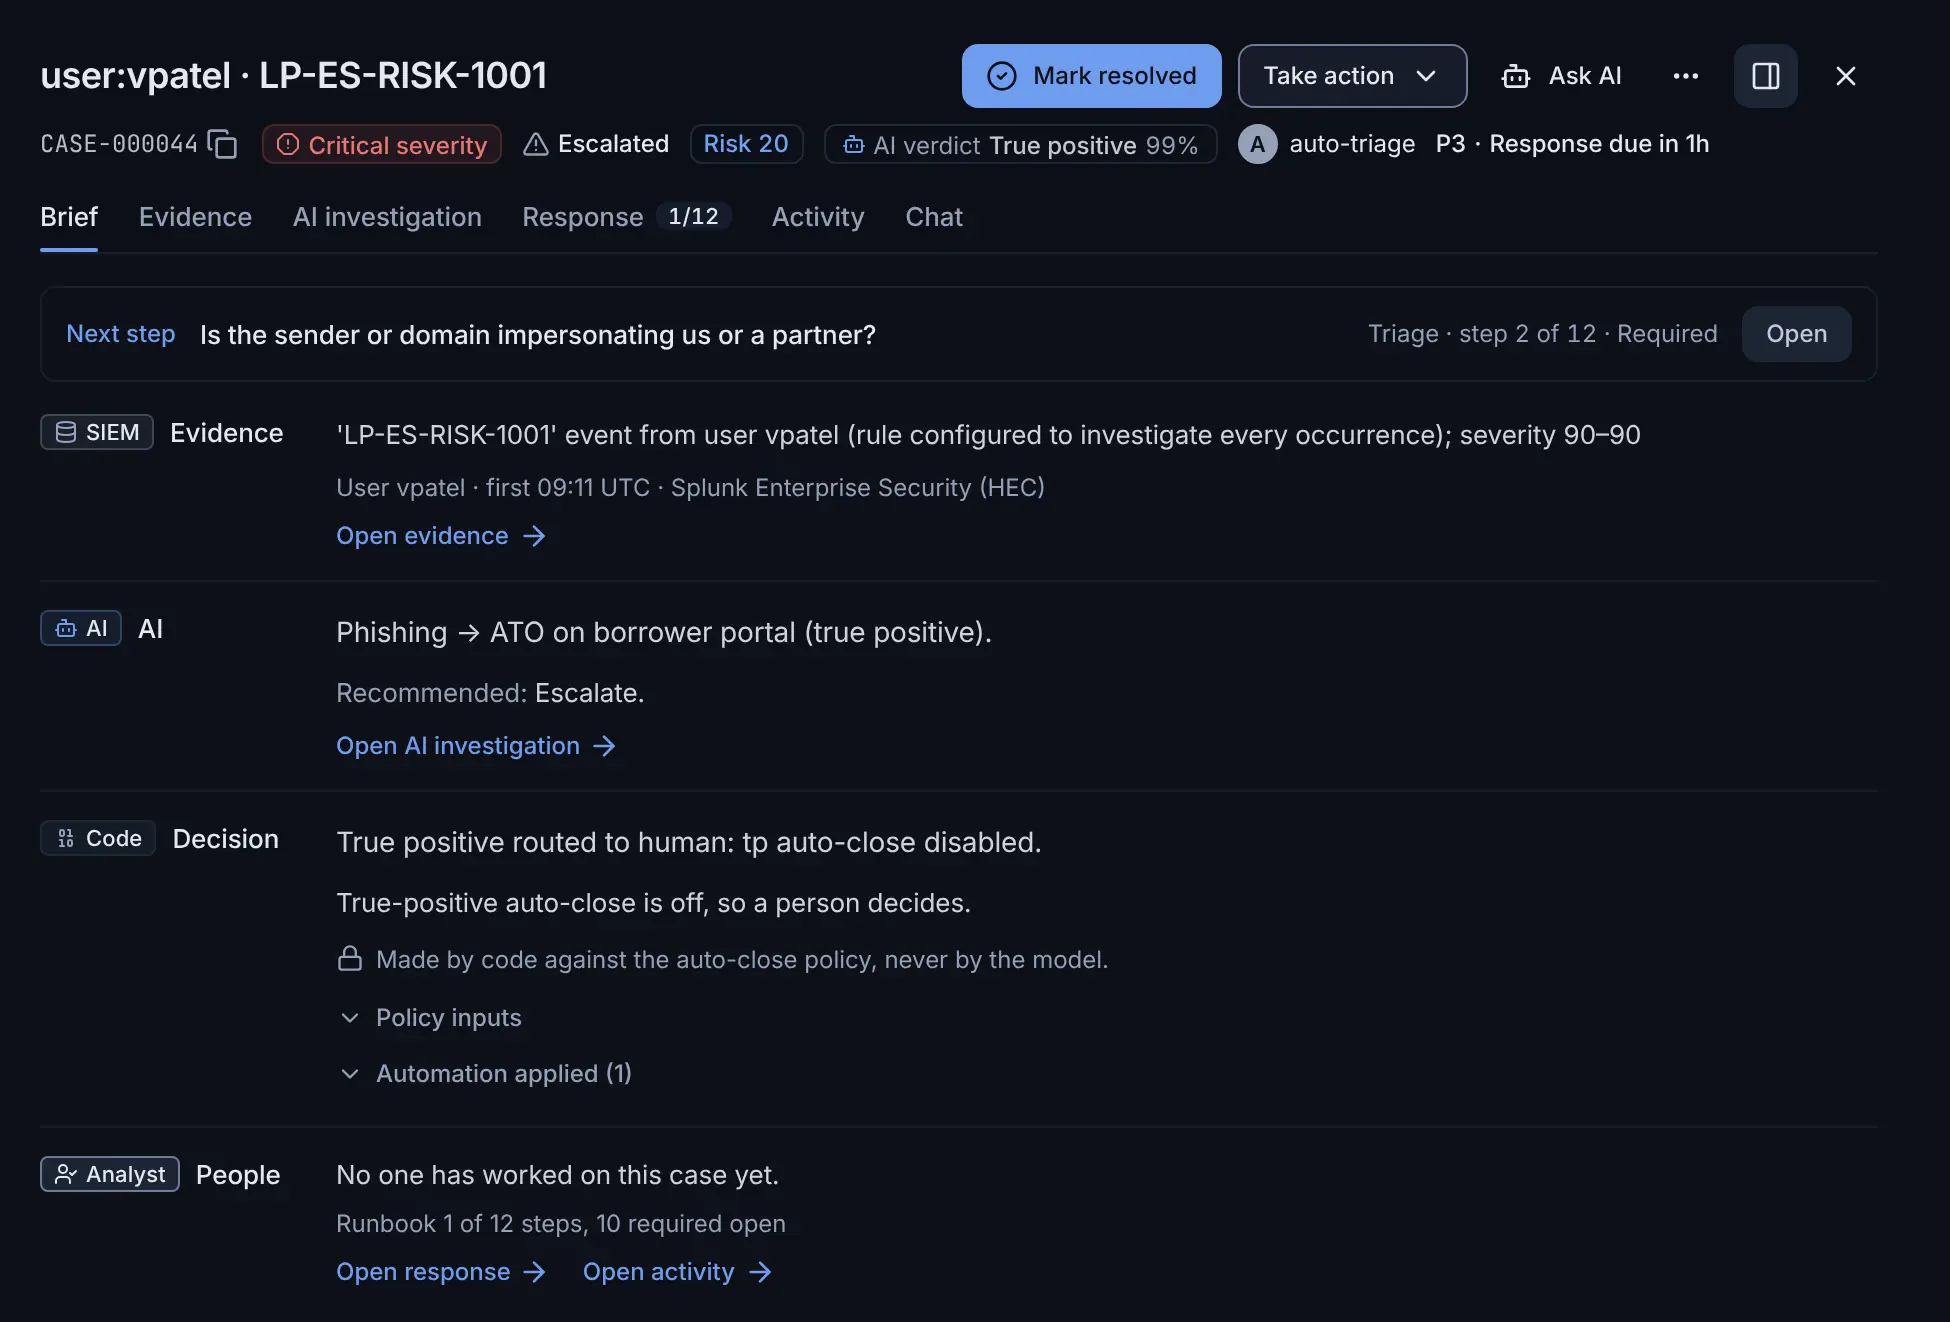 user:vpatel · LP-ES-RISK-1001
Mark resolved
Take action
Ask AI
CASE-000044
Critical severity
Escalated
Risk 20
AI verdict True positive 99%
A
auto-triage
P3 · Response due in 1h
Brief
Evidence
AI investigation
Response 1/12
Activity
Chat
Next step
Is the sender or domain impersonating us or a partner?
Triage · step 2 of 12 · Required
Open
SIEM
Evidence
'LP-ES-RISK-1001' event from user vpatel (rule configured to investigate every occurrence); severity 90–90
User vpatel · first 09:11 UTC · Splunk Enterprise Security (HEC)
Open evidence →
AI
AI
Phishing → ATO on borrower portal (true positive).
Recommended: Escalate.
Open AI investigation →
Code
Decision
True positive routed to human: tp auto-close disabled.
True-positive auto-close is off, so a person decides.
Made by code against the auto-close policy, never by the model.
Policy inputs
Automation applied (1)
Analyst
People
No one has worked on this case yet.
Runbook 1 of 12 steps, 10 required open
Open response →
Open activity →